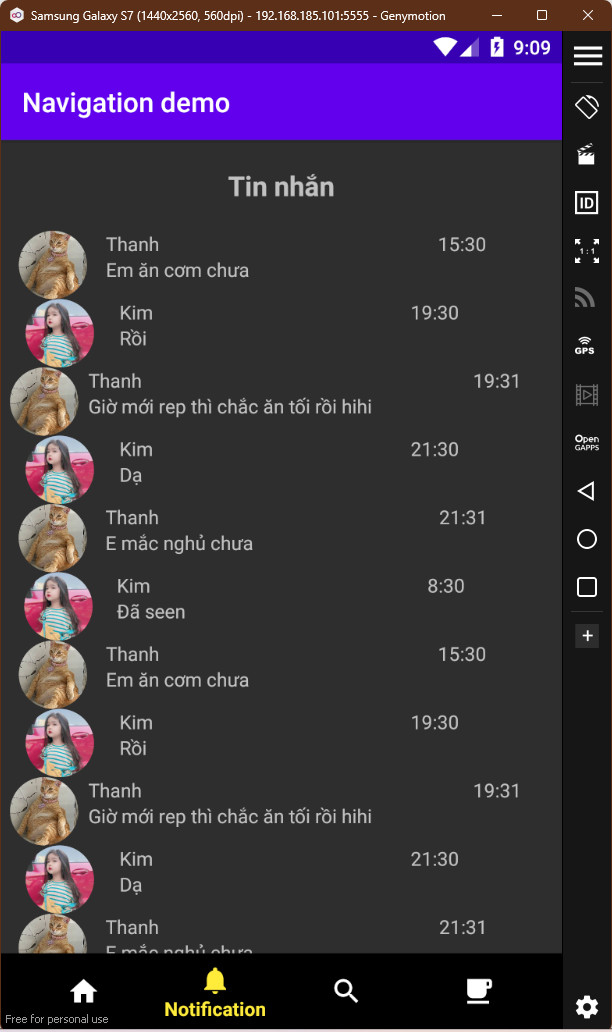 Samsung Galaxy S7 (1440x2560, 560dpi) - 192.168.185.101:5555 - Genymotion
9:09
Navigation demo
Tin nhắn
Thanh 15:30
Em ăn cơm chưa
Kim 19:30
Rồi
Thanh 19:31
Giờ mới rep thì chắc ăn tối rồi hihi
Kim 21:30
Dạ
Thanh 21:31
E mắc nghủ chưa
Kim 8:30
Đã seen
Thanh 15:30
Em ăn cơm chưa
Kim 19:30
Rồi
Thanh 19:31
Giờ mới rep thì chắc ăn tối rồi hihi
Kim 21:30
Dạ
Thanh 21:31
E mắc nghủ chưa
Notification
Free for personal use
ID
1:1
GPS
Open
GAPPS